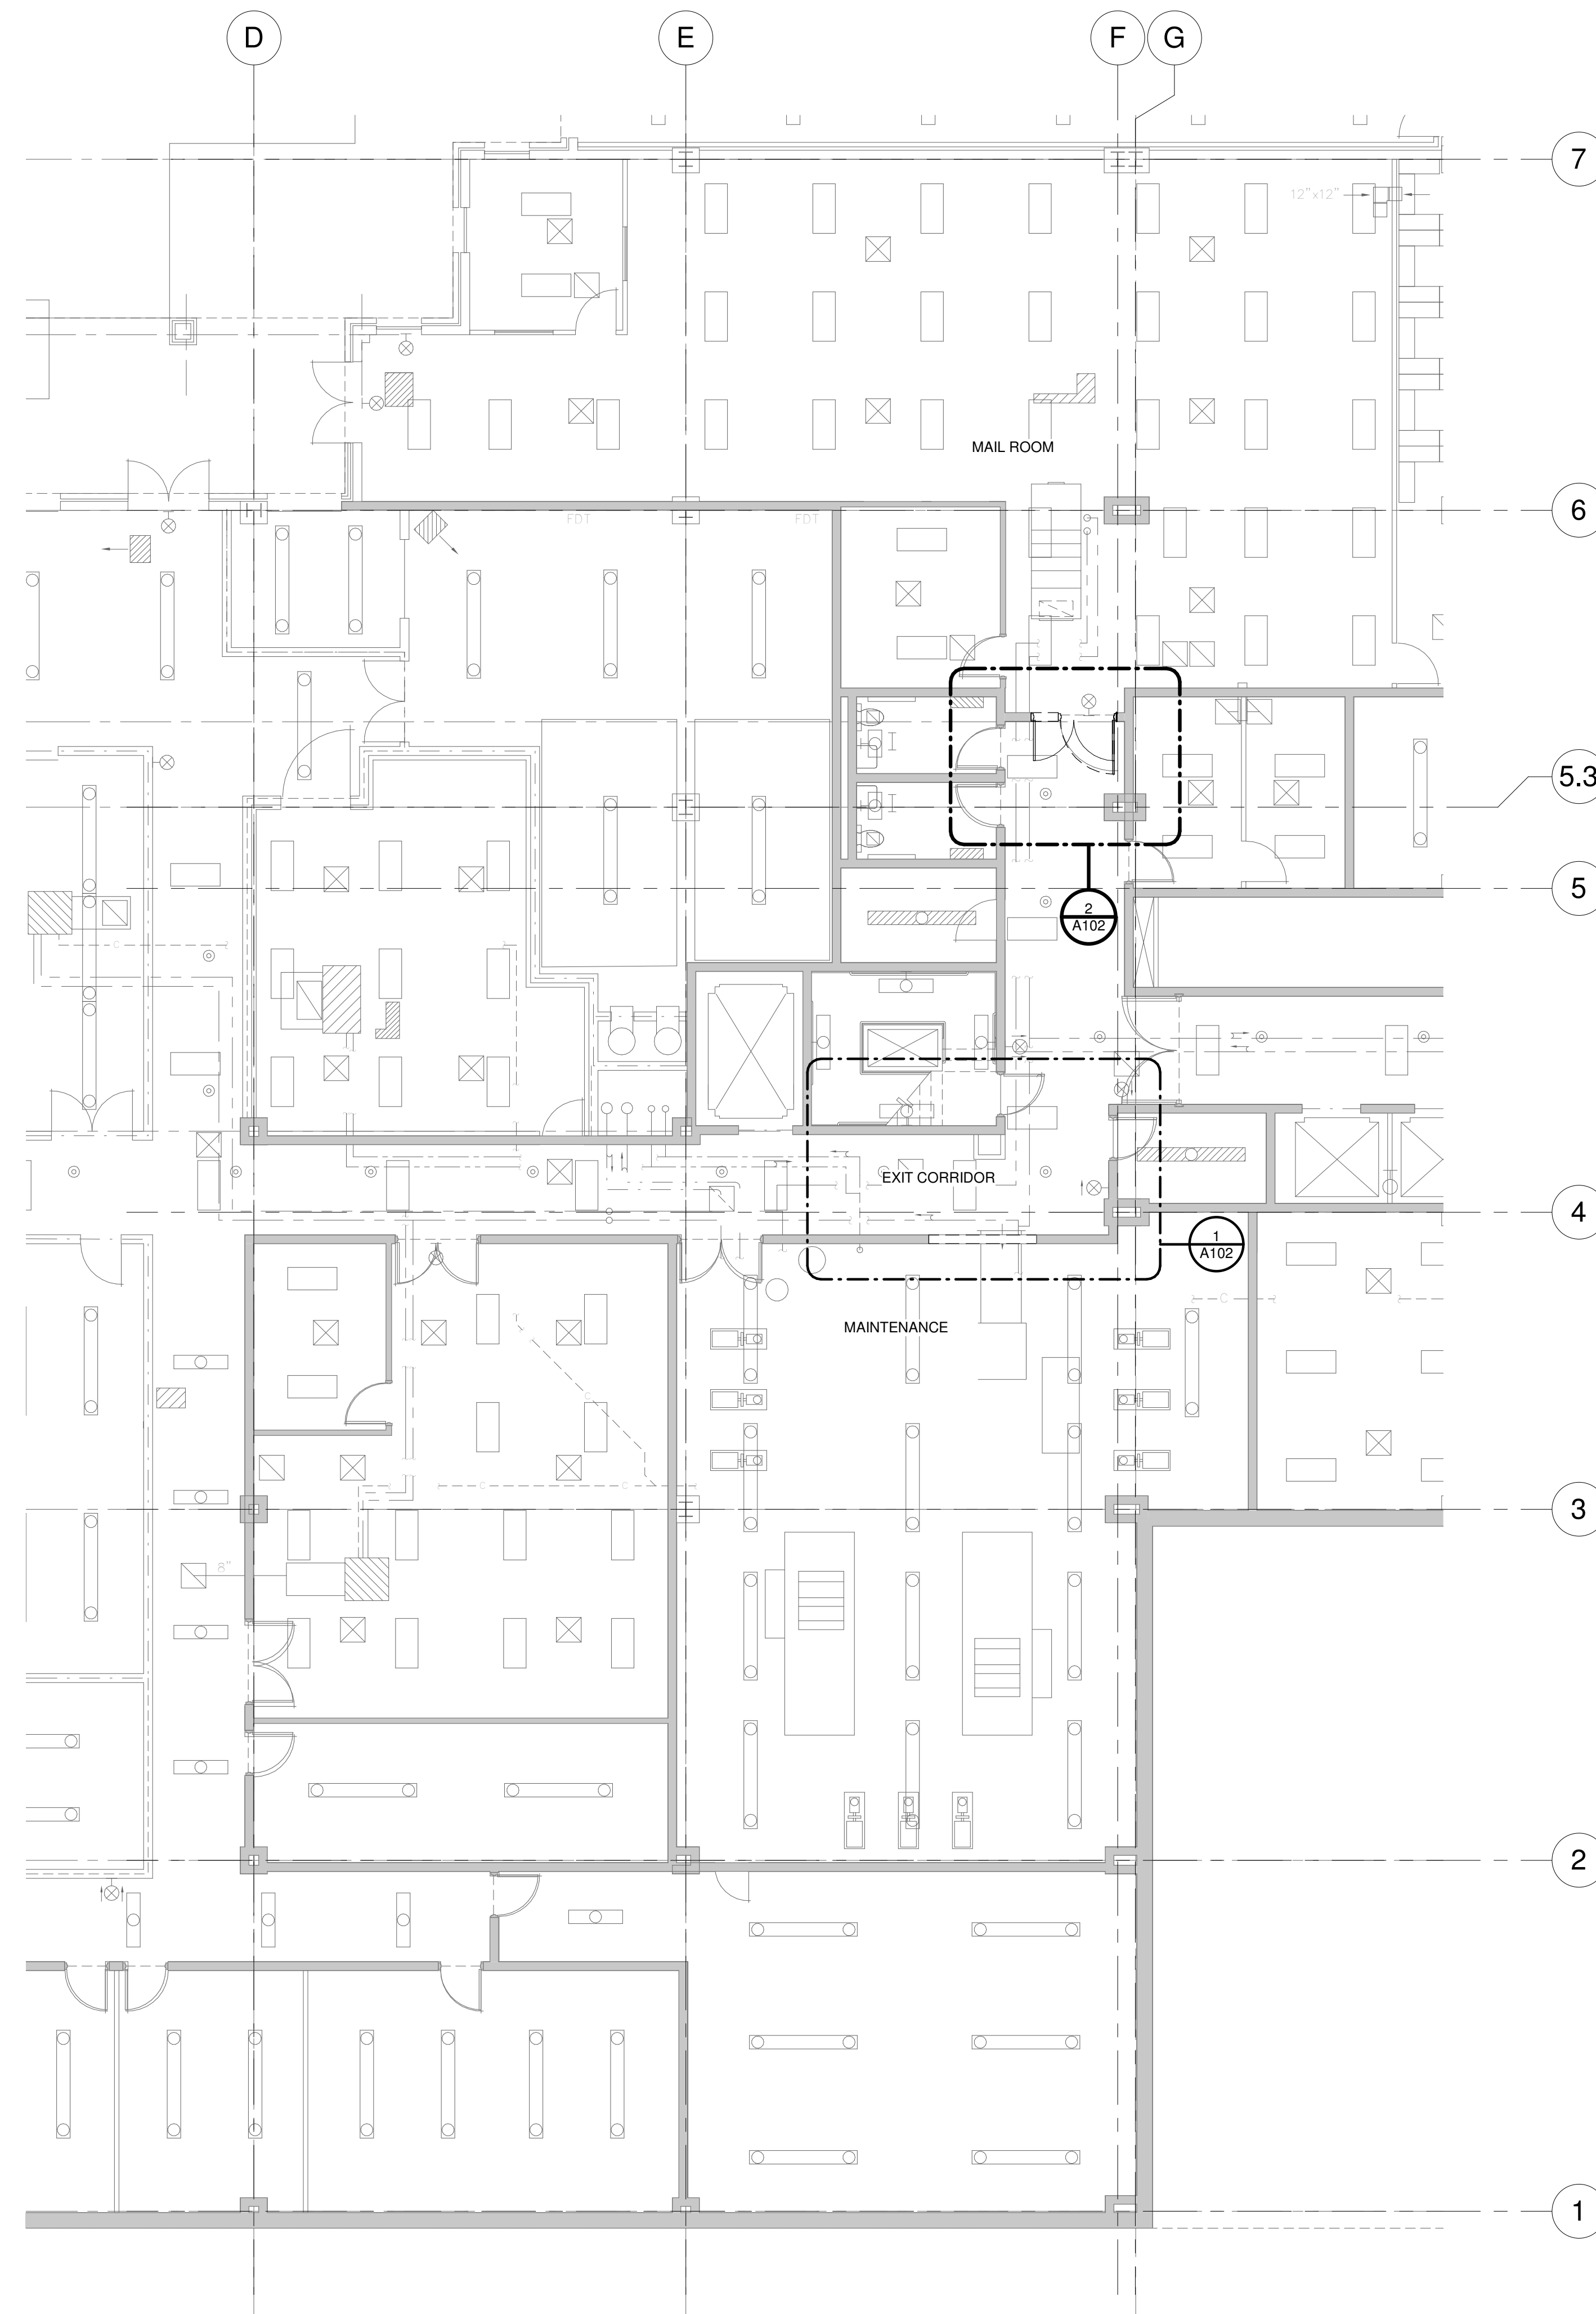 D
E
F
G
7
12"x12"
MAIL ROOM
6
FDT
FDT
5.3
5
2
A102
C
EXIT CORRIDOR
4
1
A102
C
MAINTENANCE
C
C
C
3
8"
2
1